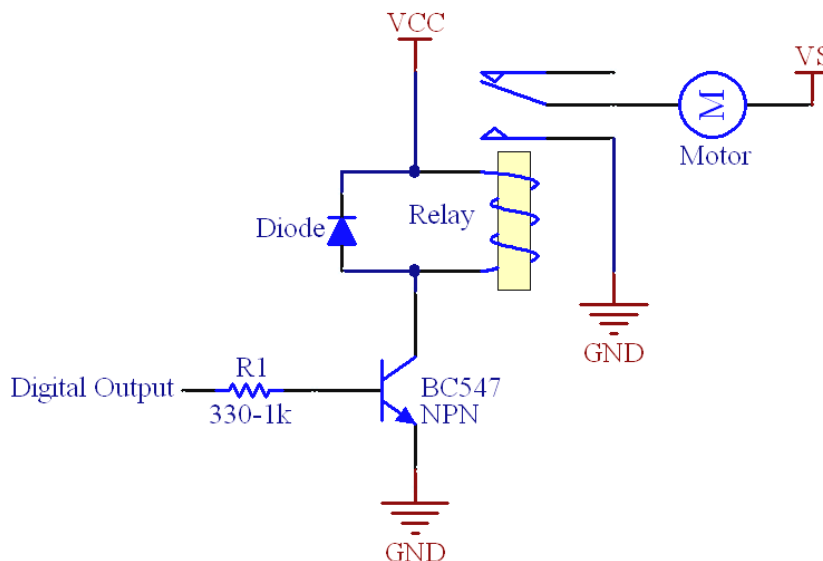 VCC
VS
M
Motor
Diode
Relay
GND
R1
Digital Output
330-1k
BC547
NPN
GND